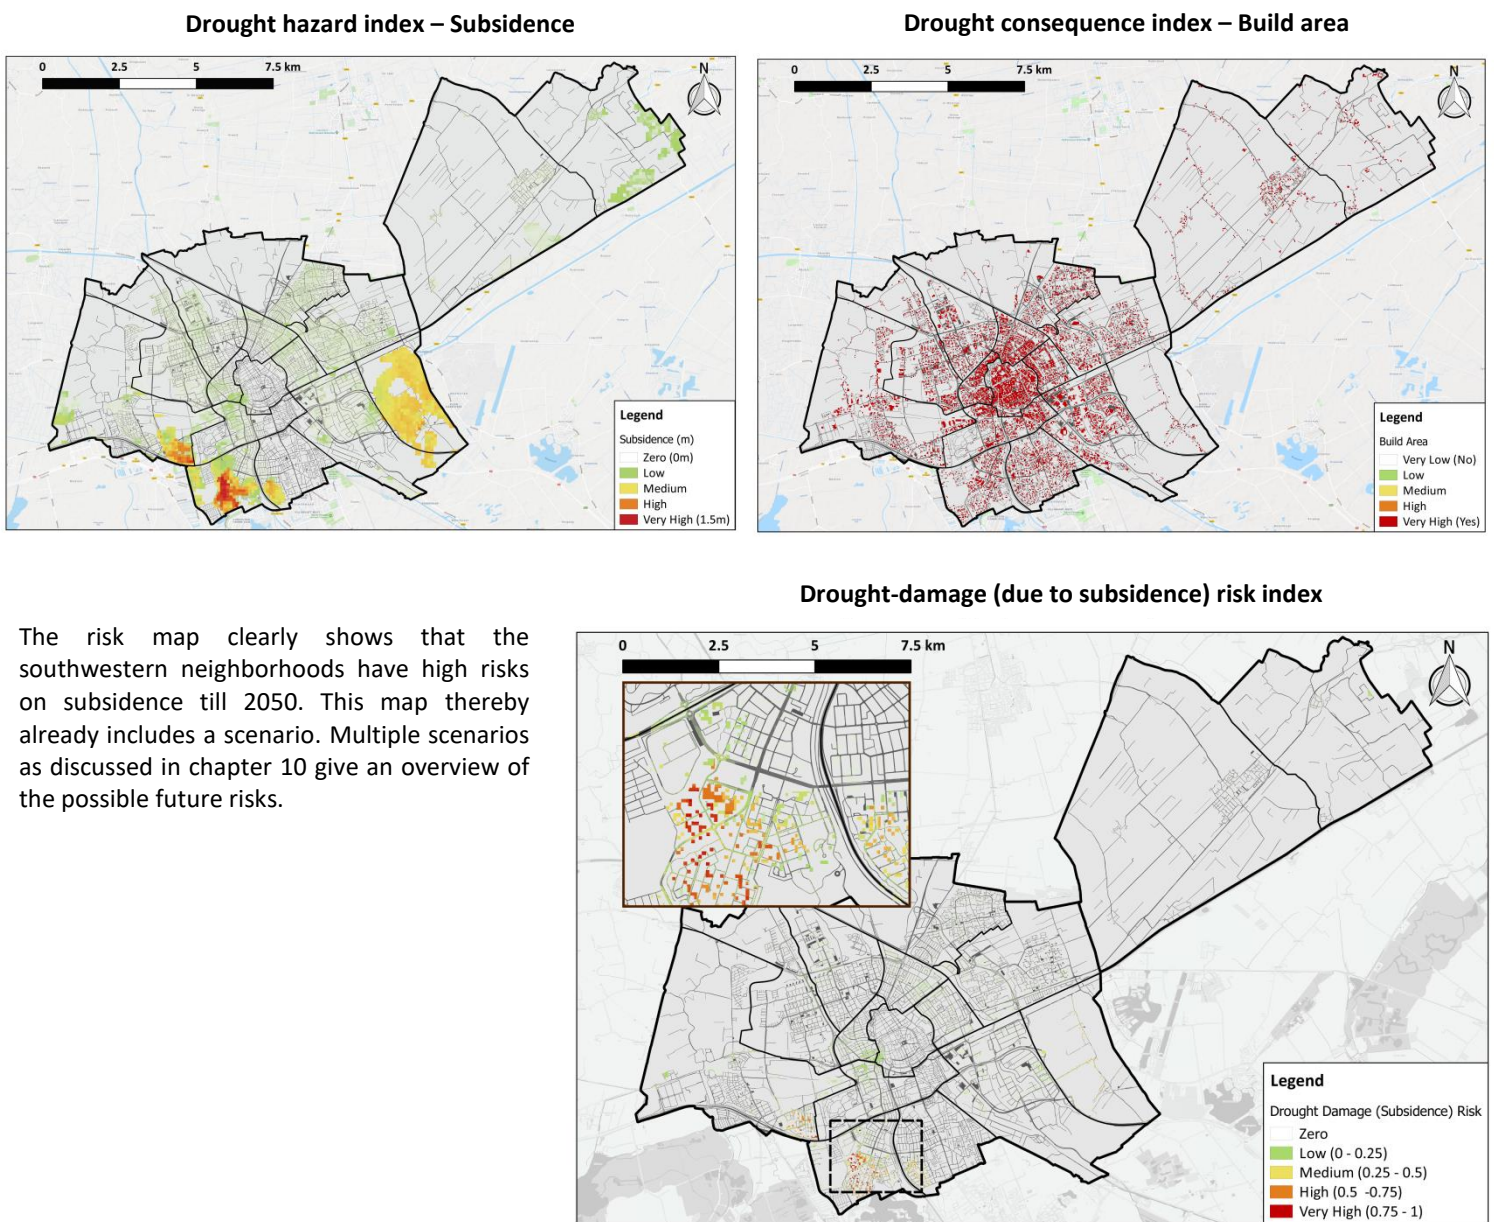 Drought hazard index – Subsidence
0 2.5 5 7.5 km
N
Legend
Subsidence (m)
Zero (0m)
Low
Medium
High
Very High (1.5m)
Drought consequence index – Build area
0 2.5 5 7.5 km
N
Legend
Build Area
Very Low (No)
Low
Medium
High
Very High (Yes)
The risk map clearly shows that the
southwestern neighborhoods have high risks
on subsidence till 2050. This map thereby
already includes a scenario. Multiple scenarios
as discussed in chapter 10 give an overview of
the possible future risks.
Drought-damage (due to subsidence) risk index
0 2.5 5 7.5 km
N
Legend
Drought Damage (Subsidence) Risk
Zero
Low (0 - 0.25)
Medium (0.25 - 0.5)
High (0.5 -0.75)
Very High (0.75 - 1)